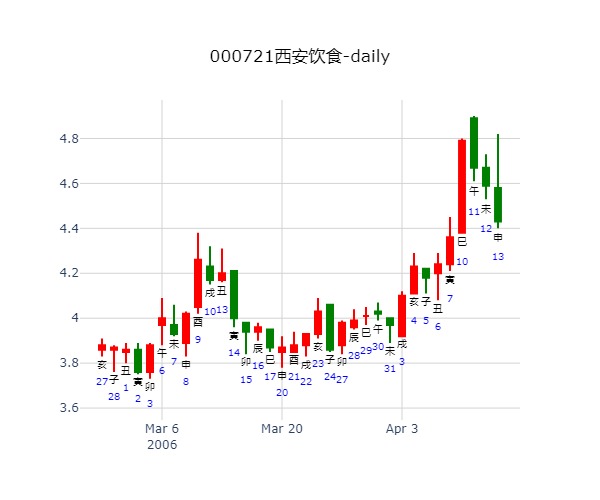 000721西安饮食-daily
4.8
4.6
4.4
4.2
4
3.8
3.6
亥
27
子
28
丑
1
寅
2
卯
3
午
6
未
7
申
8
酉
9
戌
10
丑
13
寅
14
卯
15
辰
16
巳
17
午
20
酉
21
戌
22
亥
23
子
24
卯
27
辰
28
巳
29
午
30
未
31
戌
3
亥
4
子
5
丑
6
寅
7
巳
10
午
11
未
12
申
13
Mar 6
2006
Mar 20
Apr 3